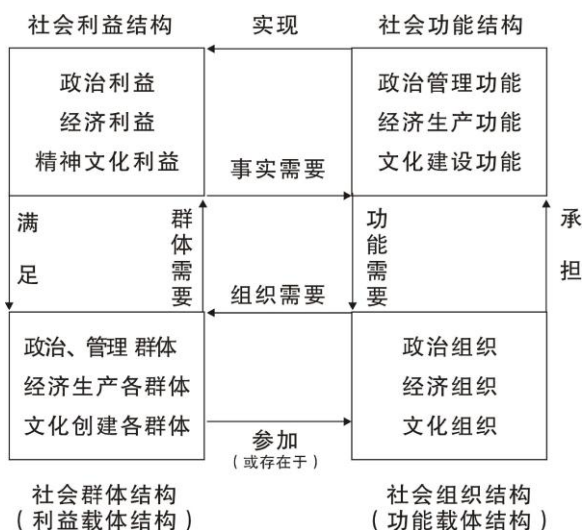 社会利益结构
实现
社会功能结构
政治利益
经济利益
精神文化利益
政治管理功能
经济生产功能
文化建设功能
事实需要
满足
群体需要
功能需要
承担
组织需要
政治、管理 群体
经济生产各群体
文化创建各群体
政治组织
经济组织
文化组织
参加
(或存在于)
社会群体结构
(利益载体结构)
社会组织结构
(功能载体结构)